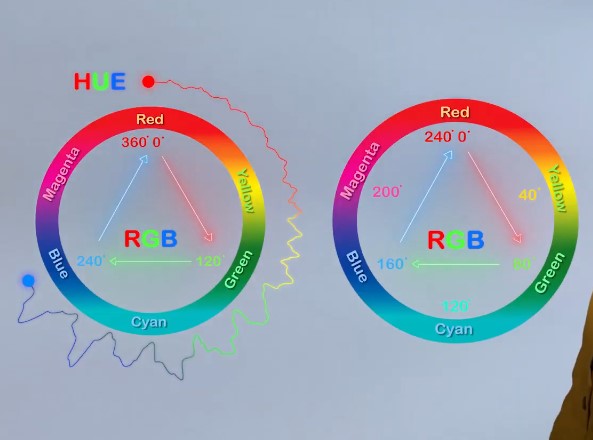 HUE
Red
360° 0°
Magenta
Yellow
RGB
Blue
240°
120°
Green
Cyan
Red
240° 0°
Magenta
200°
Yellow
40°
RGB
Blue
160°
80°
Green
120
Cyan